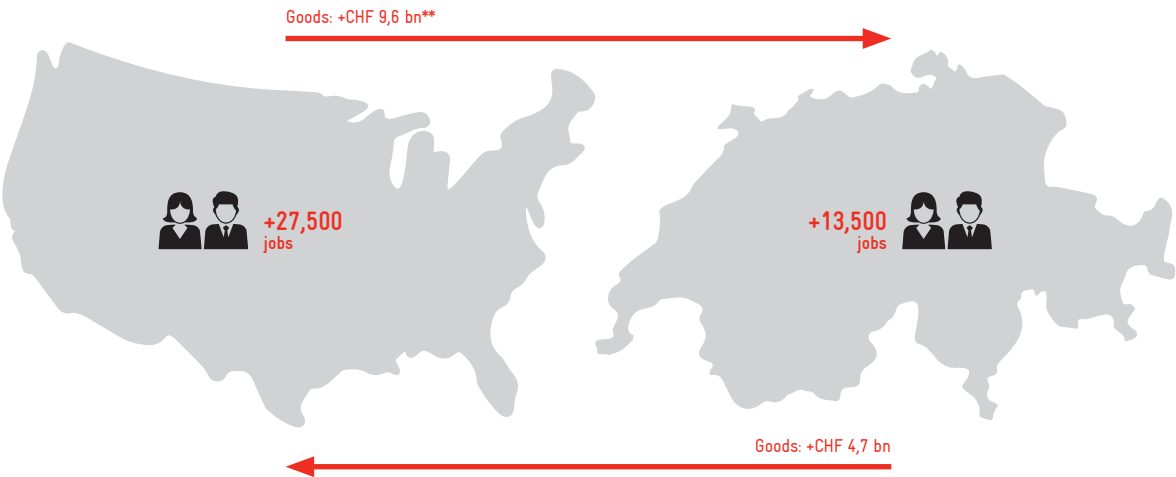 Goods: +CHF 9,6 bn**
+27,500
jobs
+13,500
jobs
Goods: +CHF 4,7 bn